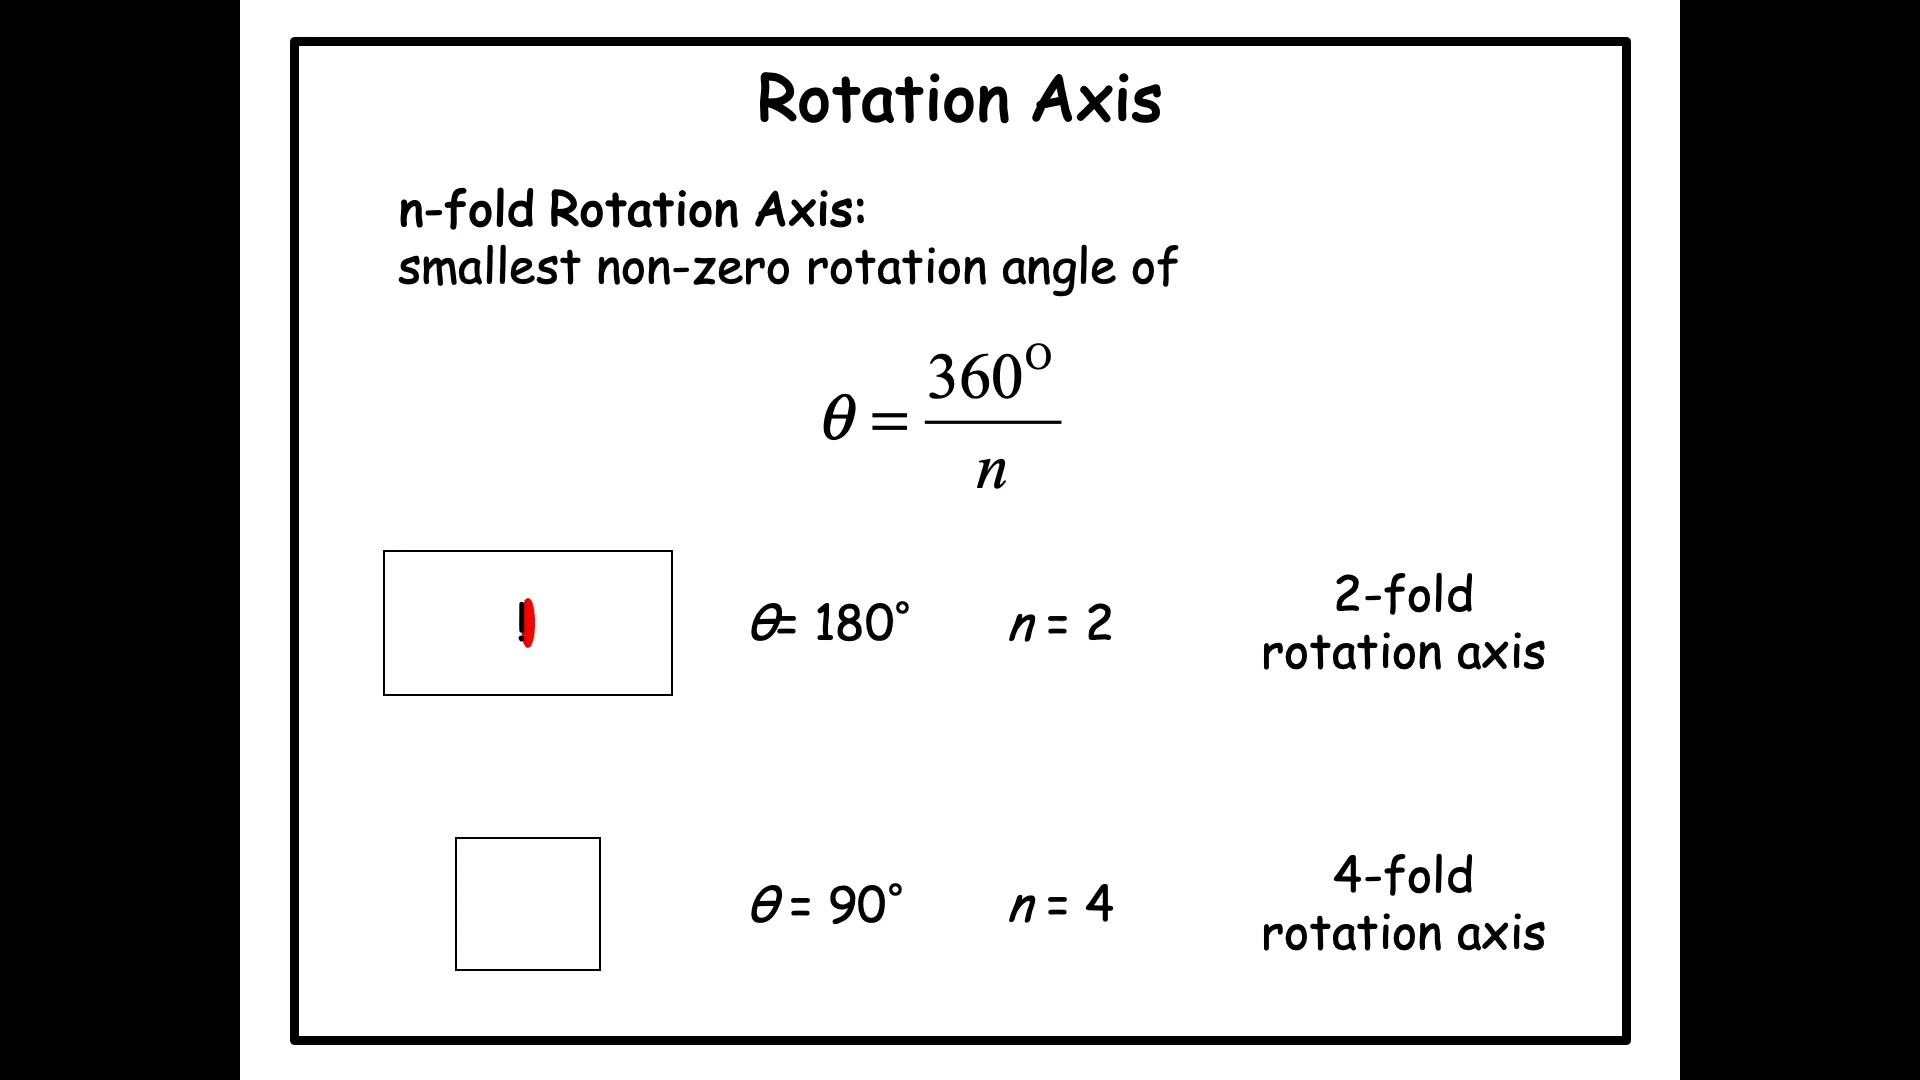 Rotation Axis
n-fold Rotation Axis:
smallest non-zero rotation angle of
θ = 360° / n
!
θ= 180° n = 2
2-fold
rotation axis
θ = 90° n = 4
4-fold
rotation axis